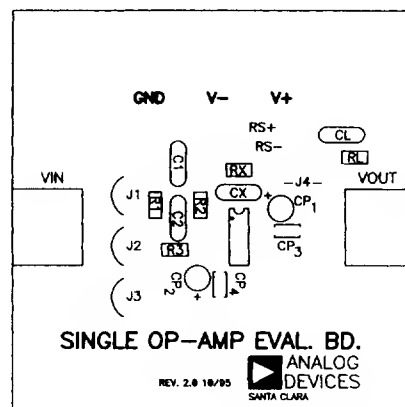 GND V- V+
RS+
RS-
CL
RL
C1
RX
VIN
VOUT
J1
R1
R2
CX
-J4-
CP1
C2
J2
R3
CP3
J3
CP2
CP4
SINGLE OP-AMP EVAL. BD.
REV. 2.0 10/95
ANALOG
DEVICES
SANTA CLARA